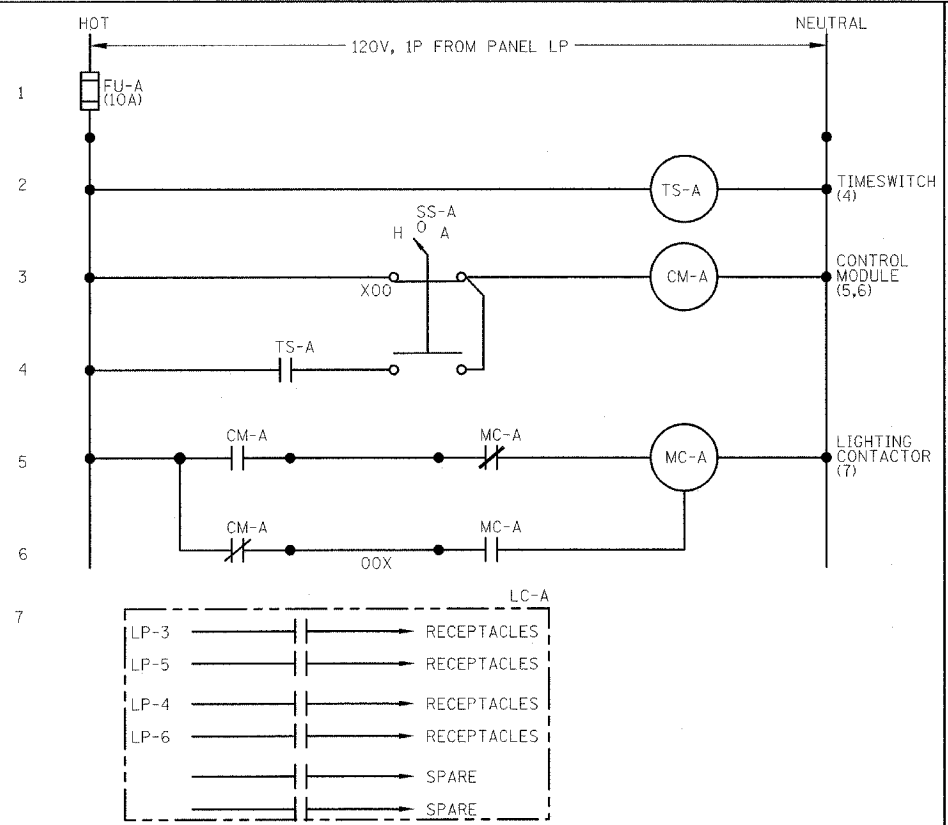 HOT
NEUTRAL
120V, 1P FROM PANEL LP
1
FU-A
(10A)
2
TS-A
TIMESWITCH
(4)
SS-A
H O A
3
X00
CM-A
CONTROL
MODULE
(5,6)
4
TS-A
5
CM-A
MC-A
MC-A
LIGHTING
CONTACTOR
(7)
6
CM-A
00X
MC-A
7
LC-A
LP-3 RECEPTACLES
LP-5 RECEPTACLES
LP-4 RECEPTACLES
LP-6 RECEPTACLES
SPARE
SPARE